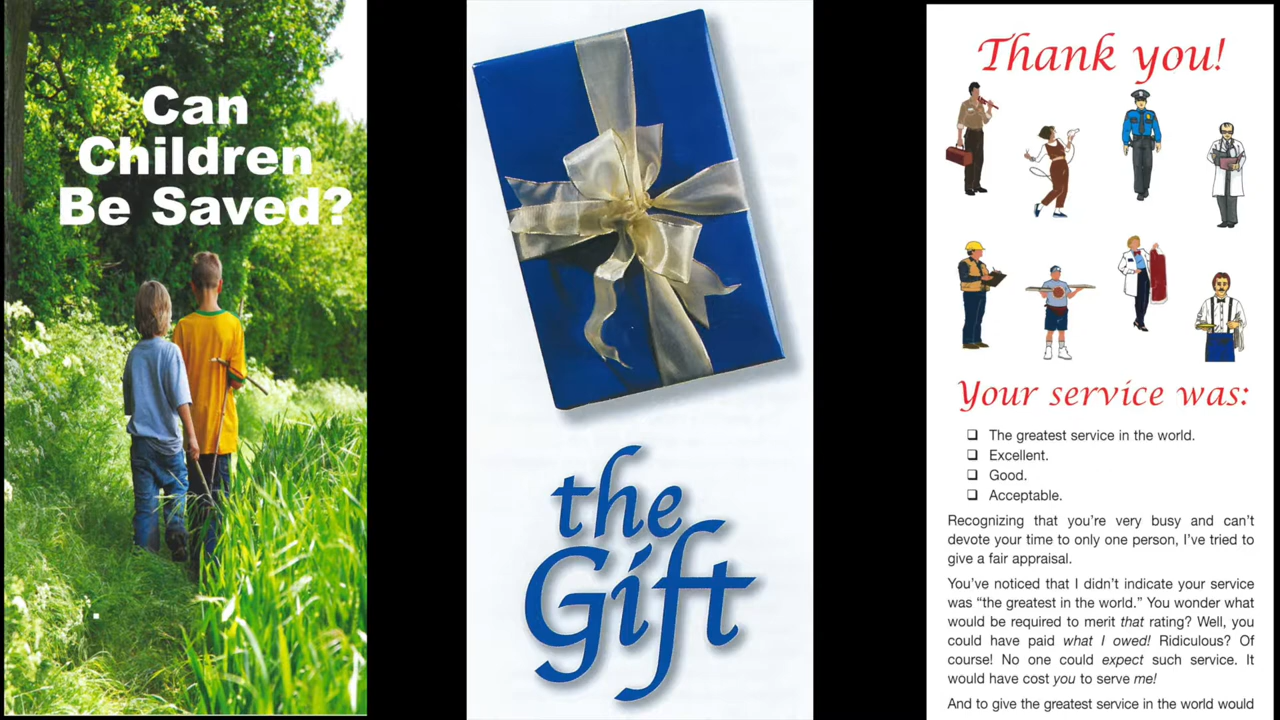 Can
Children
Be Saved?
the
Gift
Thank you!
Your service was:
❑ The greatest service in the world.
❑ Excellent.
❑ Good.
❑ Acceptable.
Recognizing that you're very busy and can't
devote your time to only one person, I've tried to
give a fair appraisal.
You've noticed that I didn't indicate your service
was “the greatest in the world.” You wonder what
would be required to merit that rating? Well, you
could have paid what I owed! Ridiculous? Of
course! No one could expect such service. It
would have cost you to serve me!
And to give the greatest service in the world would